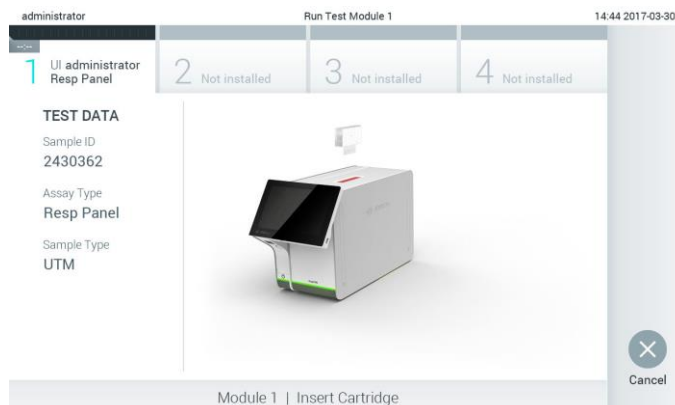 administrator Run Test Module 1 14:44 2017-03-30
--:--
1 UI administrator
Resp Panel
2 Not installed
3 Not installed
4 Not installed
TEST DATA
Sample ID
2430362
Assay Type
Resp Panel
Sample Type
UTM
Cancel
Module 1 | Insert Cartridge